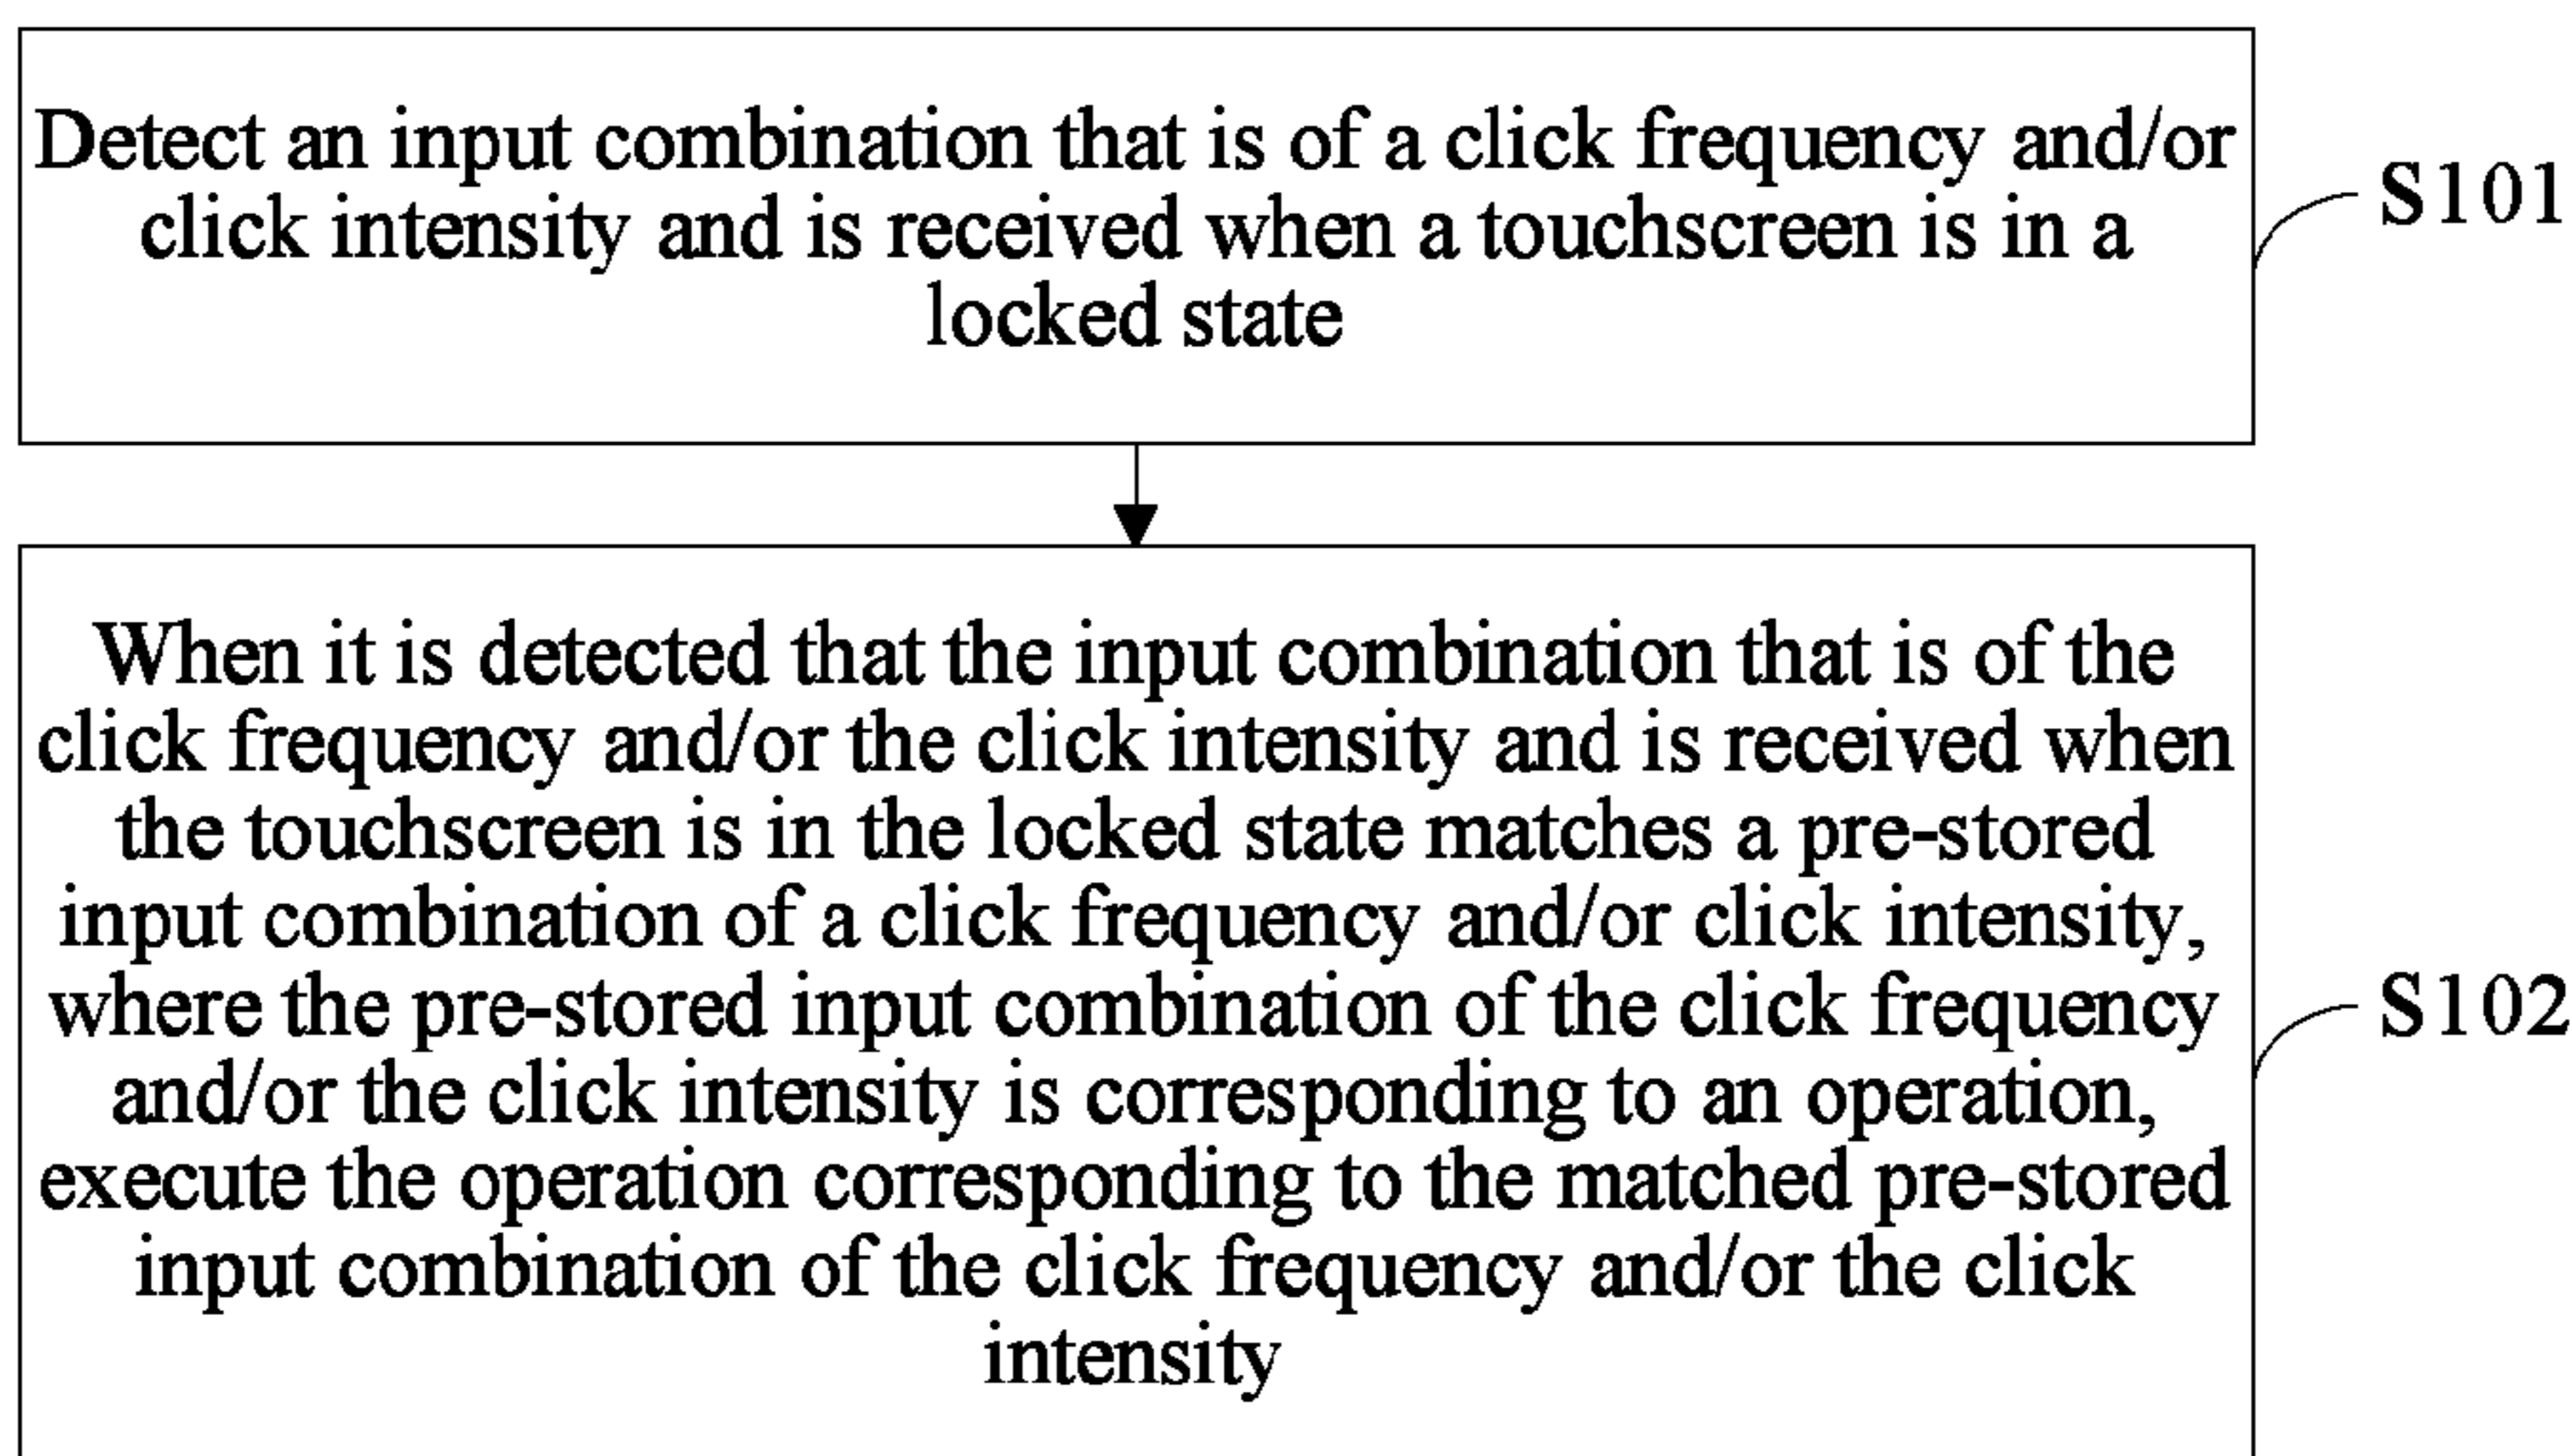 Detect an input combination that is of a click frequency and/or
click intensity and is received when a touchscreen is in a
locked state
S101
When it is detected that the input combination that is of the
click frequency and/or the click intensity and is received when
the touchscreen is in the locked state matches a pre-stored
input combination of a click frequency and/or click intensity,
where the pre-stored input combination of the click frequency
and/or the click intensity is corresponding to an operation,
execute the operation corresponding to the matched pre-stored
input combination of the click frequency and/or the click
intensity
S102